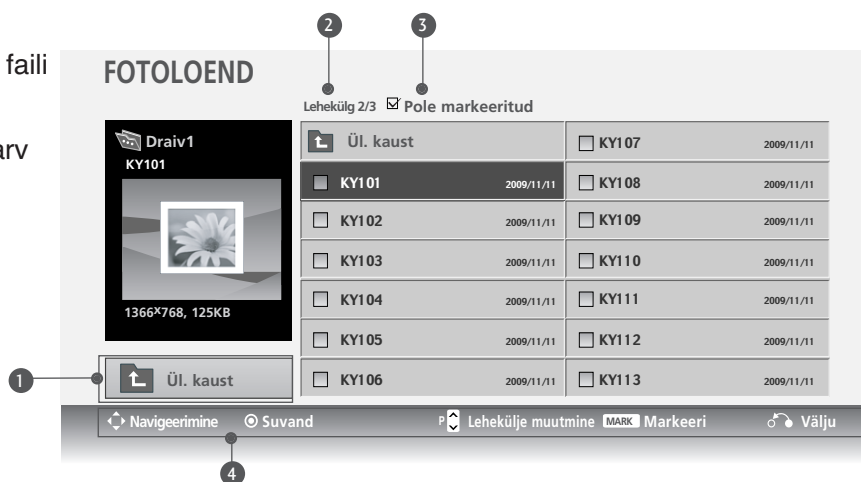 2 3
faili
arv
FOTOLOEND
Lehekülg 2/3 Pole markeeritud
Draiv1
KY101
1366x768, 125KB
Ül. kaust
KY101 2009/11/11
KY102 2009/11/11
KY103 2009/11/11
KY104 2009/11/11
KY105 2009/11/11
KY106 2009/11/11
KY107 2009/11/11
KY108 2009/11/11
KY109 2009/11/11
KY110 2009/11/11
KY111 2009/11/11
KY112 2009/11/11
KY113 2009/11/11
1
Ül. kaust
Navigeerimine Suvand P Lehekülje muutmine MARK Markeeri Välju
4